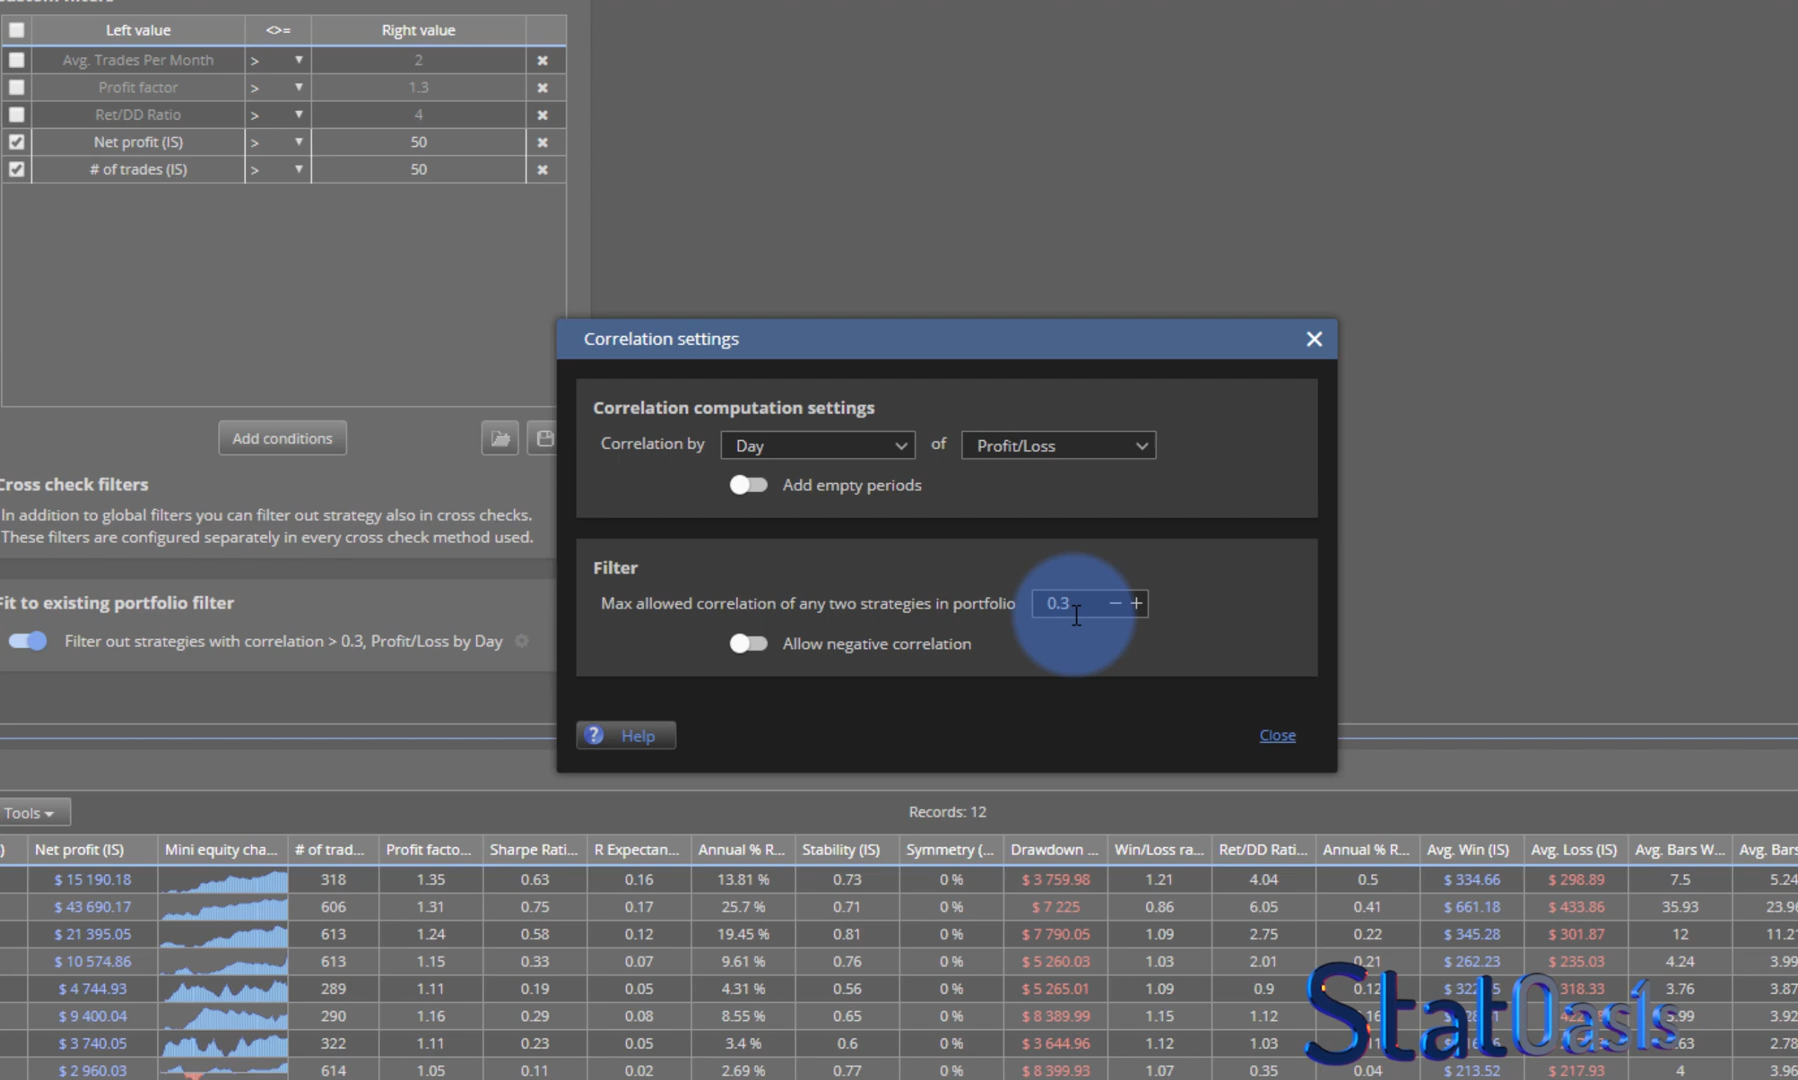 Custom filters
Left value <>= Right value
Avg. Trades Per Month > 2
Profit factor > 1.3
Ret/DD Ratio > 4
Net profit (IS) > 50
# of trades (IS) > 50
Add conditions
Cross check filters
In addition to global filters you can filter out strategy also in cross checks.
These filters are configured separately in every cross check method used.
Fit to existing portfolio filter
Filter out strategies with correlation > 0.3, Profit/Loss by Day
Correlation settings
Correlation computation settings
Correlation by Day of Profit/Loss
Add empty periods
Filter
Max allowed correlation of any two strategies in portfolio 0.3 − +
Allow negative correlation
? Help
Close
Tools
Records: 12
) Net profit (IS) Mini equity cha... # of trad... Profit facto... Sharpe Rati... R Expectan... Annual % R... Stability (IS) Symmetry (... Drawdown ... Win/Loss ra... Ret/DD Rati... Annual % R... Avg. Win (IS) Avg. Loss (IS) Avg. Bars W... Avg. Bars
$ 15 190.18 318 1.35 0.63 0.16 13.81 % 0.73 0 % $ 3 759.98 1.21 4.04 0.5 $ 334.66 $ 298.89 7.5 5.24
$ 43 690.17 606 1.31 0.75 0.17 25.7 % 0.71 0 % $ 7 225 0.86 6.05 0.41 $ 661.18 $ 433.86 35.93 23.96
$ 21 395.05 613 1.24 0.58 0.12 19.45 % 0.81 0 % $ 7 790.05 1.09 2.75 0.22 $ 345.28 $ 301.87 12 11.2
$ 10 574.86 613 1.15 0.33 0.07 9.61 % 0.76 0 % $ 5 260.03 1.03 2.01 0.21 $ 262.23 $ 235.03 4.24 3.99
$ 4 744.93 289 1.11 0.19 0.05 4.31 % 0.56 0 % $ 5 265.01 1.09 0.9 0.12 318.33 3.76 3.87
$ 9 400.04 290 1.16 0.29 0.08 8.55 % 0.65 0 % $ 8 389.99 1.15 1.12 5.99 3.92
$ 3 740.05 322 1.11 0.23 0.05 3.4 % 0.6 0 % $ 3 644.96 1.12 1.03 2.78
$ 2 960.03 614 1.05 0.11 0.02 2.69 % 0.77 0 % $ 8 399.93 1.07 0.35 0.04 $ 213.52 $ 217.93 4 3.96
StatOasis